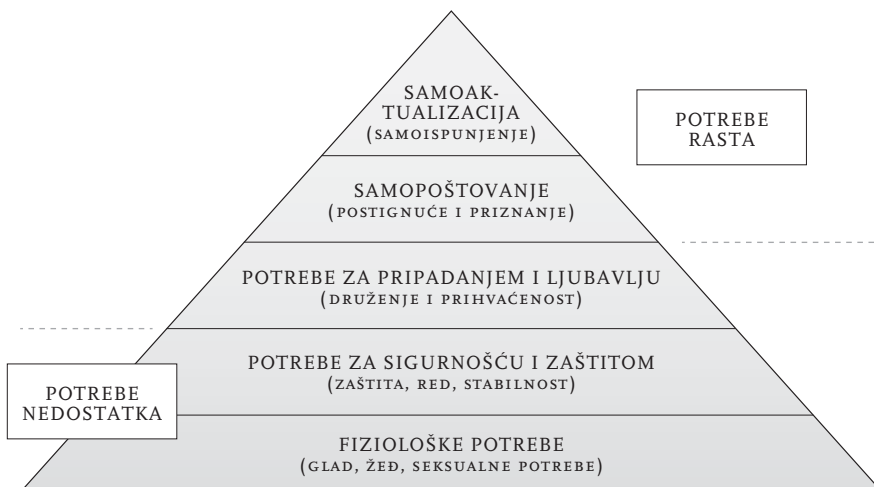 SAMOAK-
TUALIZACIJA
(SAMOISPUNJENJE)
POTREBE
RASTA
SAMOPOŠTOVANJE
(POSTIGNUĆE I PRIZNANJE)
POTREBE ZA PRIPADANJEM I LJUBAVLJU
(DRUŽENJE I PRIHVAĆENOST)
POTREBE ZA SIGURNOŠĆU I ZAŠTITOM
(ZAŠTITA, RED, STABILNOST)
POTREBE
NEDOSTATKA
FIZIOLOŠKE POTREBE
(GLAD, ŽEĐ, SEKSUALNE POTREBE)